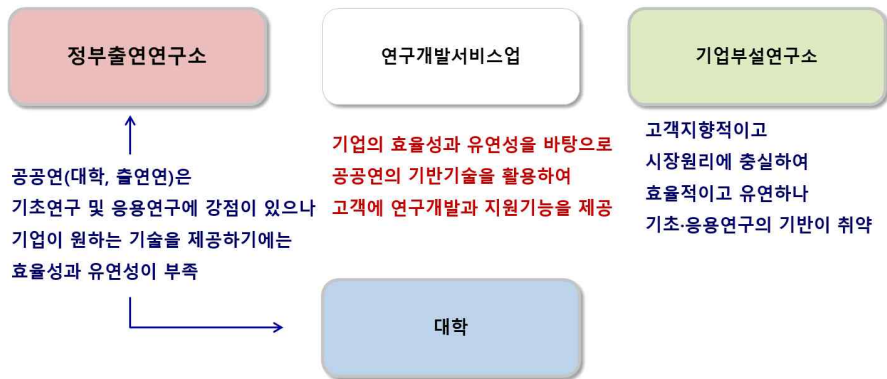 정부출연연구소
연구개발서비스업
기업부설연구소
공공연(대학, 출연연)은
기초연구 및 응용연구에 강점이 있으나
기업이 원하는 기술을 제공하기에는
효율성과 유연성이 부족
기업의 효율성과 유연성을 바탕으로
공공연의 기반기술을 활용하여
고객에 연구개발과 지원기능을 제공
고객지향적이고
시장원리에 충실하여
효율적이고 유연하나
기초·응용연구의 기반이 취약
대학